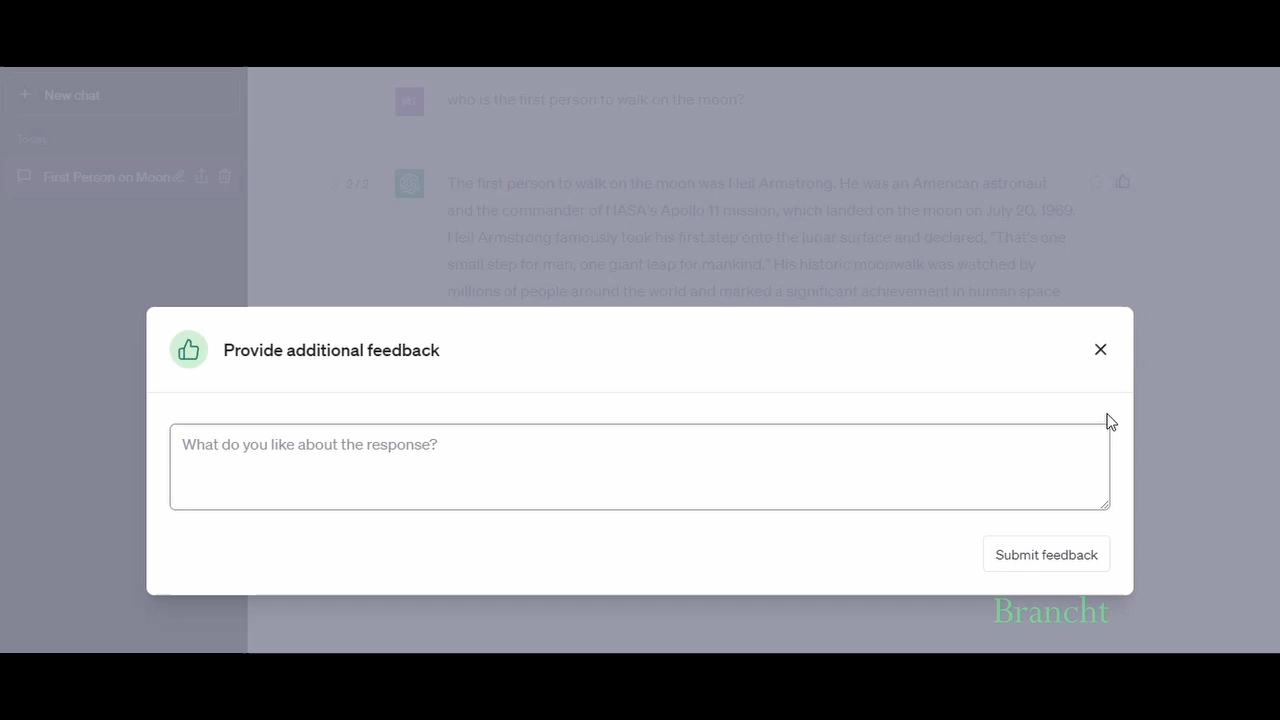 New chat
Today
First Person on Moon
who is the first person to walk on the moon?
2 / 2
The first person to walk on the moon was Neil Armstrong. He was an American astronaut
and the commander of NASA's Apollo 11 mission, which landed on the moon on July 20, 1969.
Neil Armstrong famously took his first step onto the lunar surface and declared, "That's one
small step for man, one giant leap for mankind." His historic moonwalk was watched by
millions of people around the world and marked a significant achievement in human space
Provide additional feedback
What do you like about the response?
Submit feedback
Brancht